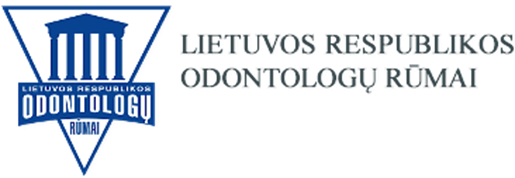 LIETUVOS RESPUBLIKOS
ODONTOLOGŲ
RŪMAI
LIETUVOS RESPUBLIKOS
ODONTOLOGŲ RŪMAI